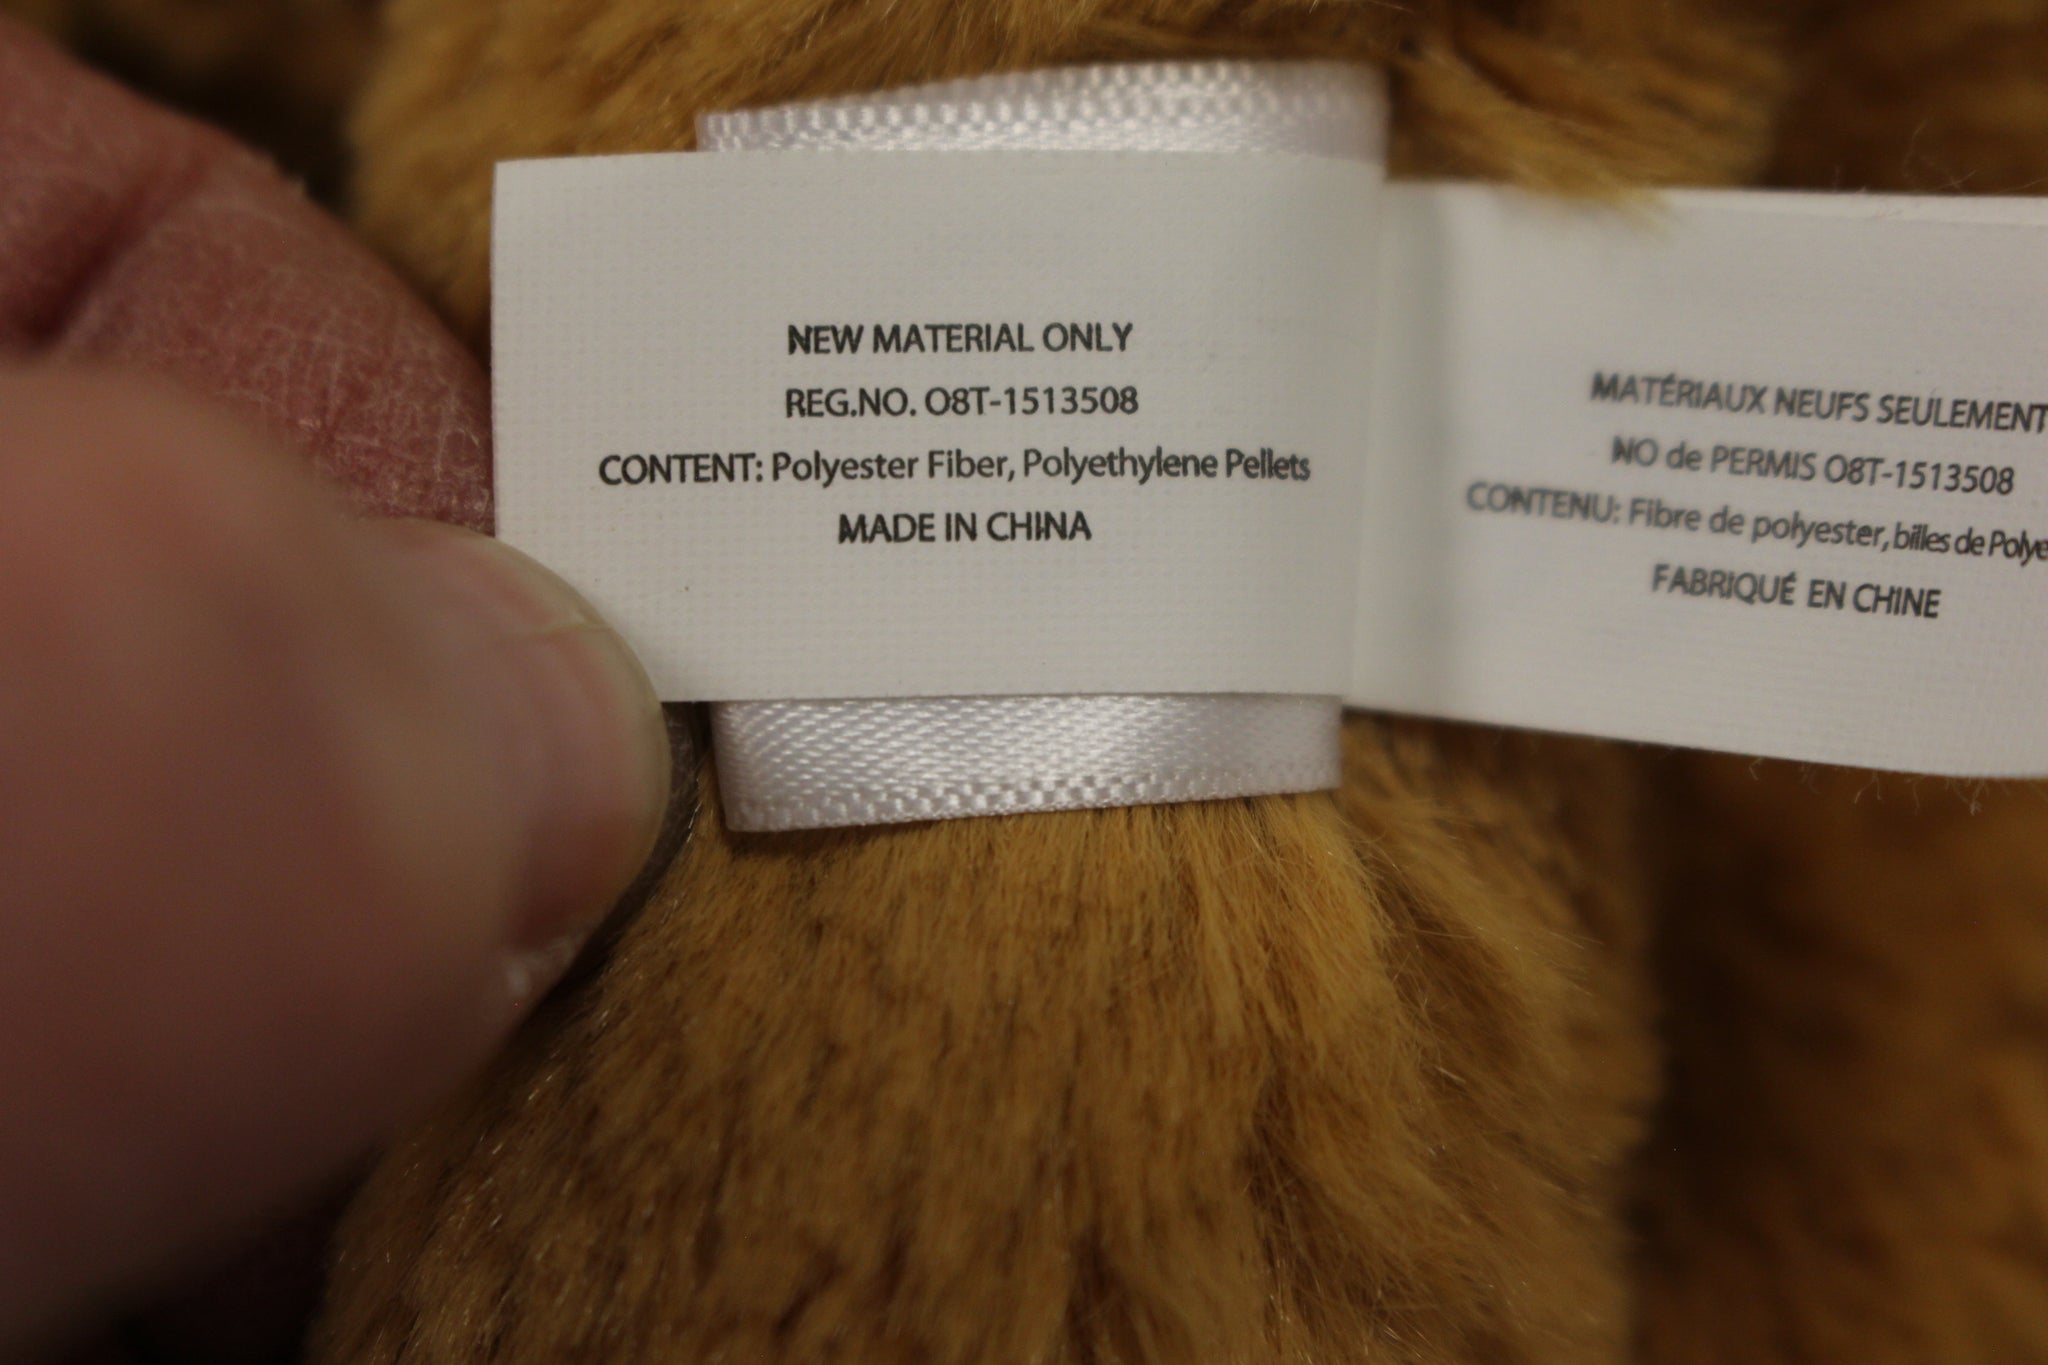 NEW MATERIAL ONLY
REG.NO. O8T-1513508
CONTENT: Polyester Fiber, Polyethylene Pellets
MADE IN CHINA
MATÉRIAUX NEUFS SEULEMENT
NO de PERMIS O8T-1513508
CONTENU: Fibre de polyester, billes de Polye
FABRIQUÉ EN CHINE